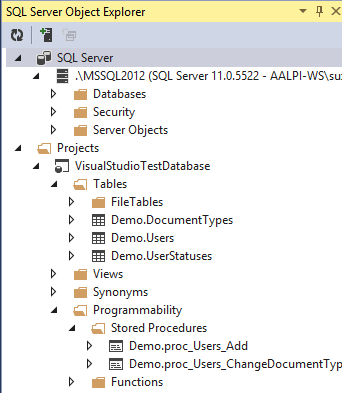 SQL Server Object Explorer
SQL Server
.\MSSQL2012 (SQL Server 11.0.5522 - AALPI-WS\su
Databases
Security
Server Objects
Projects
VisualStudioTestDatabase
Tables
FileTables
Demo.DocumentTypes
Demo.Users
Demo.UserStatuses
Views
Synonyms
Programmability
Stored Procedures
Demo.proc_Users_Add
Demo.proc_Users_ChangeDocumentTyp
Functions